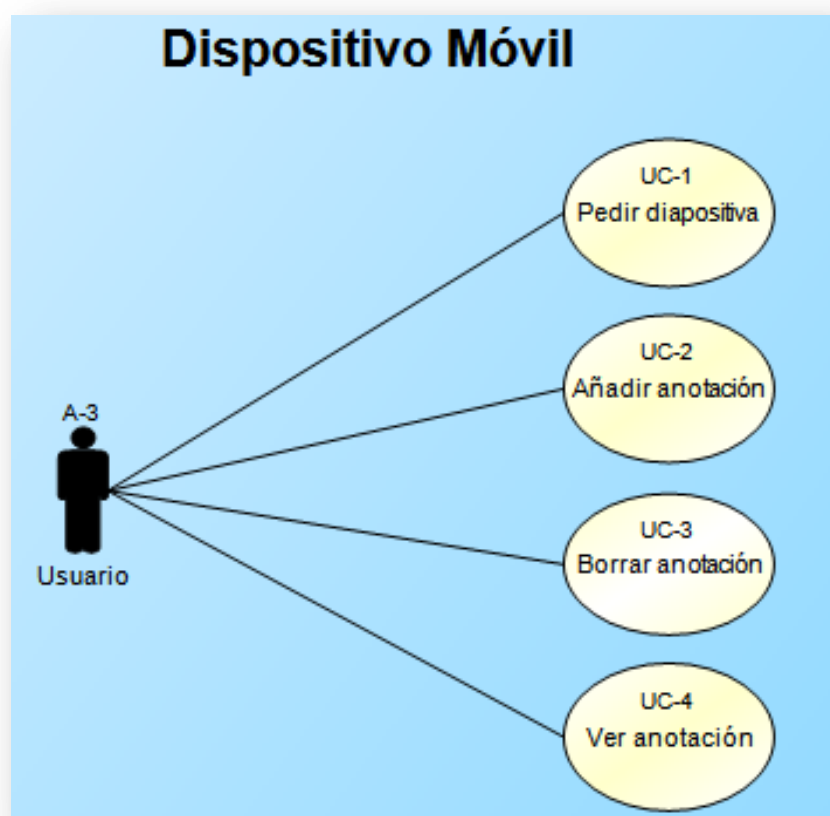 Dispositivo Móvil
UC-1
Pedir diapositiva
UC-2
Añadir anotación
A-3
Usuario
UC-3
Borrar anotación
UC-4
Ver anotación